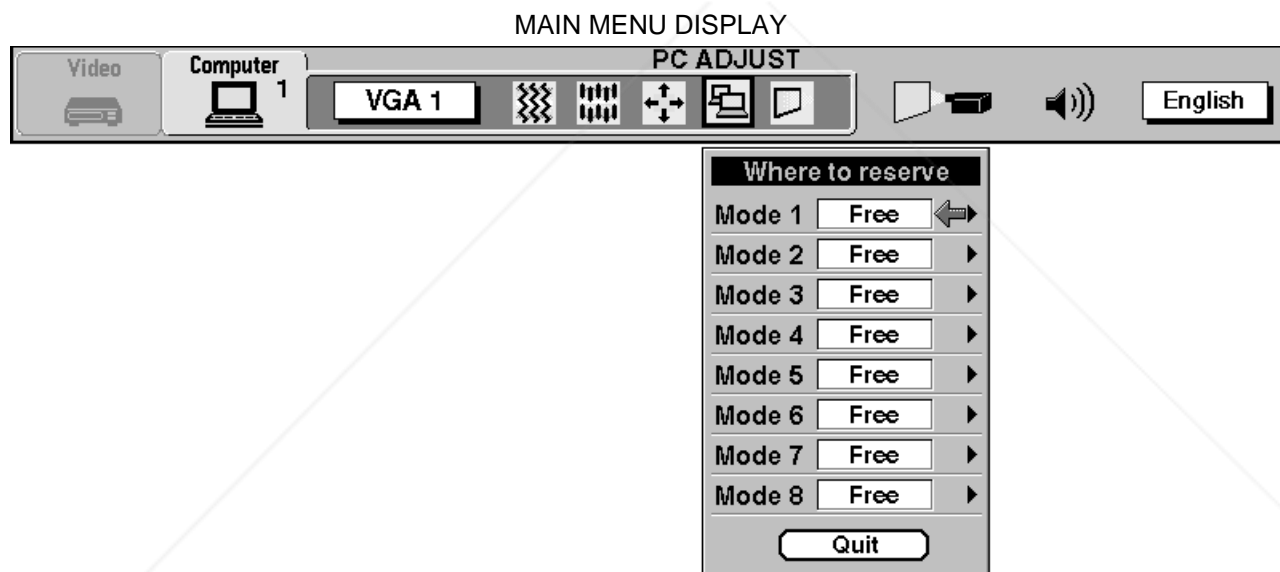 MAIN MENU DISPLAY
PC ADJUST
Video
Computer
1
VGA 1
English
Where to reserve
Mode 1 Free
Mode 2 Free
Mode 3 Free
Mode 4 Free
Mode 5 Free
Mode 6 Free
Mode 7 Free
Mode 8 Free
Quit